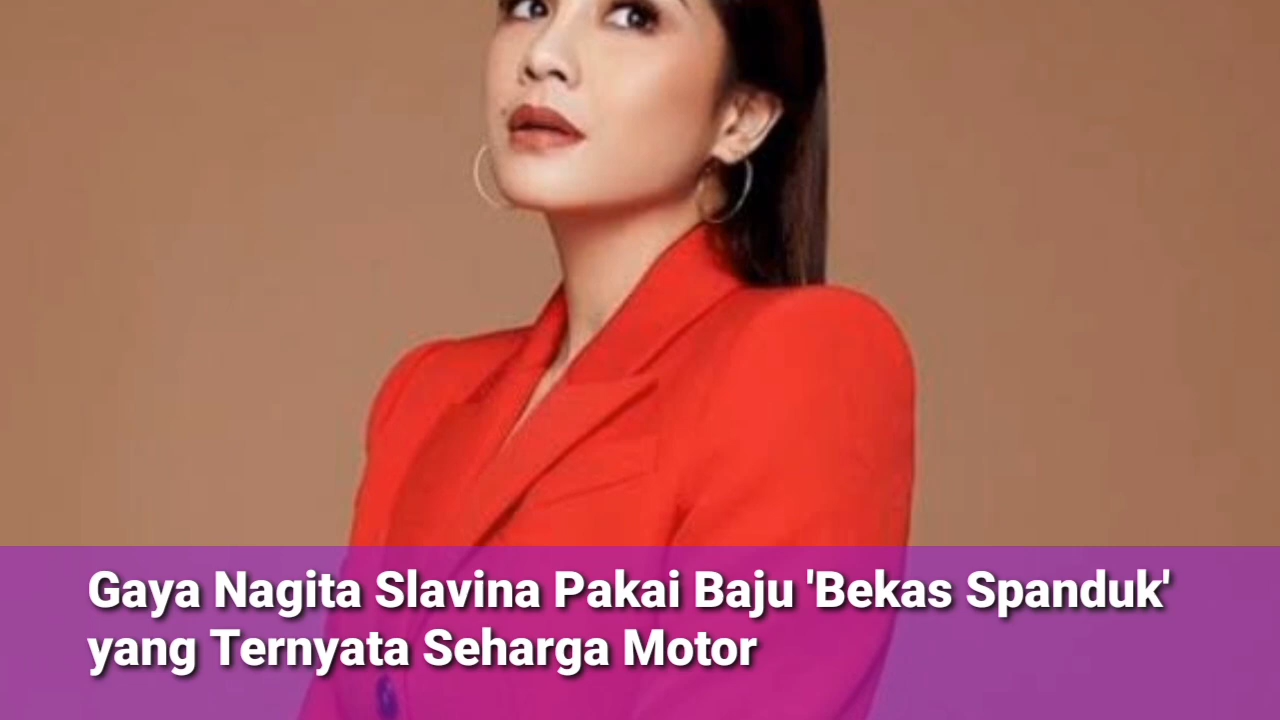 Gaya Nagita Slavina Pakai Baju 'Bekas Spanduk'
yang Ternyata Seharga Motor